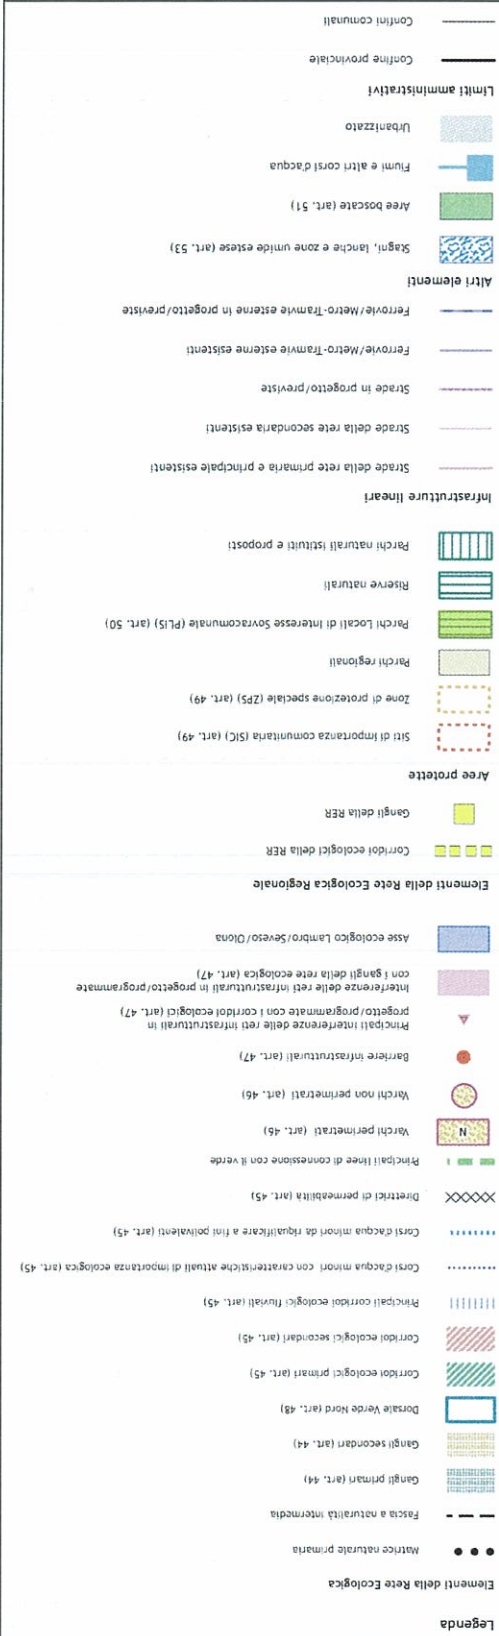 Legenda
Elementi della Rete Ecologica
Matrice naturale primaria
Fascia a naturalità intermedia
Gangli primari (art. 44)
Gangli secondari (art. 44)
Dorsale Verde Nord (art. 48)
Corridoi ecologici primari (art. 45)
Corridoi ecologici secondari (art. 45)
Principali corridoi ecologici fluviali (art. 45)
Corsi d'acqua minori con caratteristiche attuali di importanza ecologica (art. 45)
Corsi d'acqua minori da riqualificare a fini polivalenti (art. 45)
Direttrici di permeabilità (art. 45)
Principali linee di connessione con il verde
N Varchi perimetrati (art. 46)
Varchi non perimetrati (art. 46)
Barriere infrastrutturali (art. 47)
Principali interferenze delle reti infrastrutturali in
progetto/programmate con i corridoi ecologici (art. 47)
Interferenze delle reti infrastrutturali in progetto/programmate
con i gangli della rete ecologica (art. 47)
Asse ecologico Lambro/Seveso/Olona
Elementi della Rete Ecologica Regionale
Corridoi ecologici della RER
Gangli della RER
Aree protette
Siti di importanza comunitaria (SIC) (art. 49)
Zone di protezione speciale (ZPS) (art. 49)
Parchi regionali
Parchi Locali di Interesse Sovracomunale (PLIS) (art. 50)
Riserve naturali
Parchi naturali istituiti e proposti
Infrastrutture lineari
Strade della rete primaria e principale esistenti
Strade della rete secondaria esistenti
Strade in progetto/previste
Ferrovie/Metro-Tramvie esterne esistenti
Ferrovie/Metro-Tramvie esterne in progetto/previste
Altri elementi
Stagni, lanche e zone umide estese (art. 53)
Aree boscate (art. 51)
Fiumi e altri corsi d'acqua
Urbanizzato
Limiti amministrativi
Confine provinciale
Confini comunali